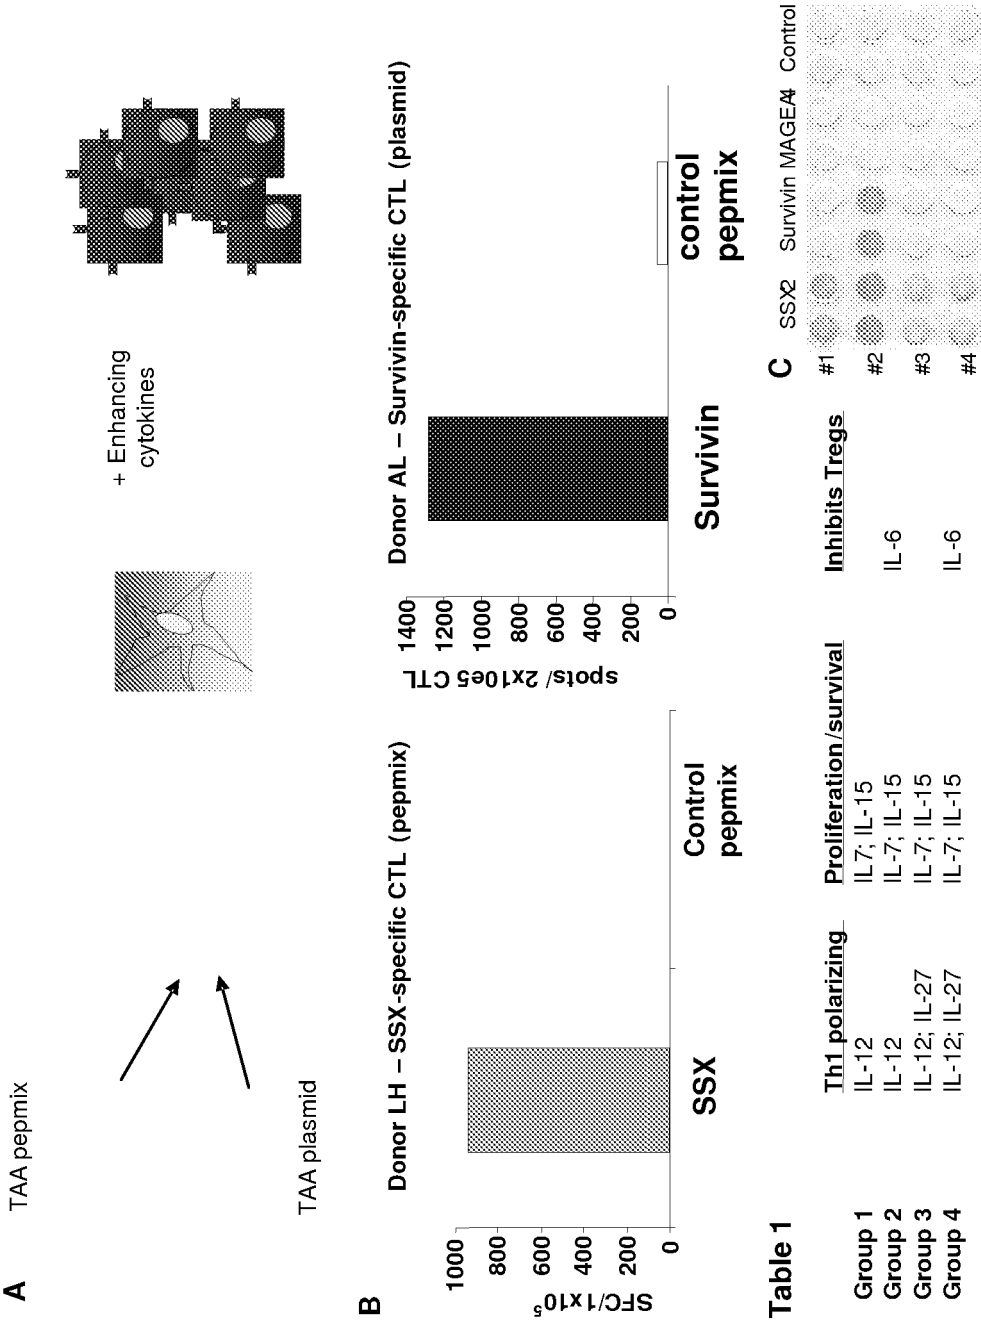 A
TAA pepmix
TAA plasmid
+ Enhancing
cytokines
B
Donor LH – SSX-specific CTL (pepmix)
SFC/1x10⁵
1000
800
600
400
200
0
SSX
Control
pepmix
Donor AL – Survivin-specific CTL (plasmid)
spots/ 2x10e5 CTL
1400
1200
1000
800
600
400
200
0
Survivin
control
pepmix
Table 1
Th1 polarizing Proliferation/survival Inhibits Tregs
Group 1 IL-12 IL7; IL-15
Group 2 IL-12 IL-7; IL-15 IL-6
Group 3 IL-12; IL-27 IL-7; IL-15
Group 4 IL-12; IL-27 IL-7; IL-15 IL-6
C
SSX2 Survivin MAGEA4 Control
#1
#2
#3
#4